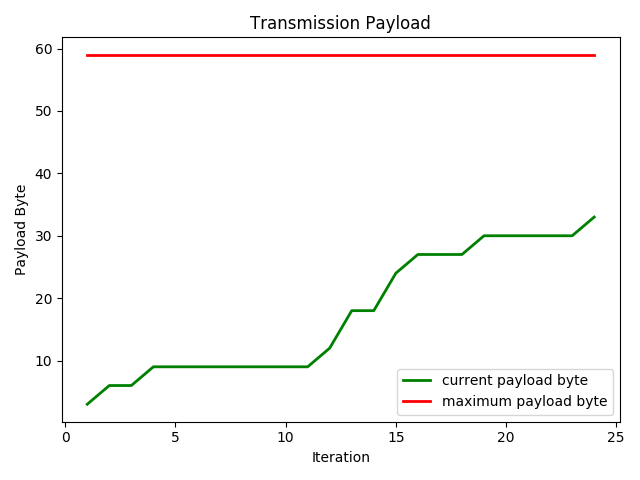 Transmission Payload
60
50
40
30
20
10
Payload Byte
current payload byte
maximum payload byte
0 5 10 15 20 25
Iteration